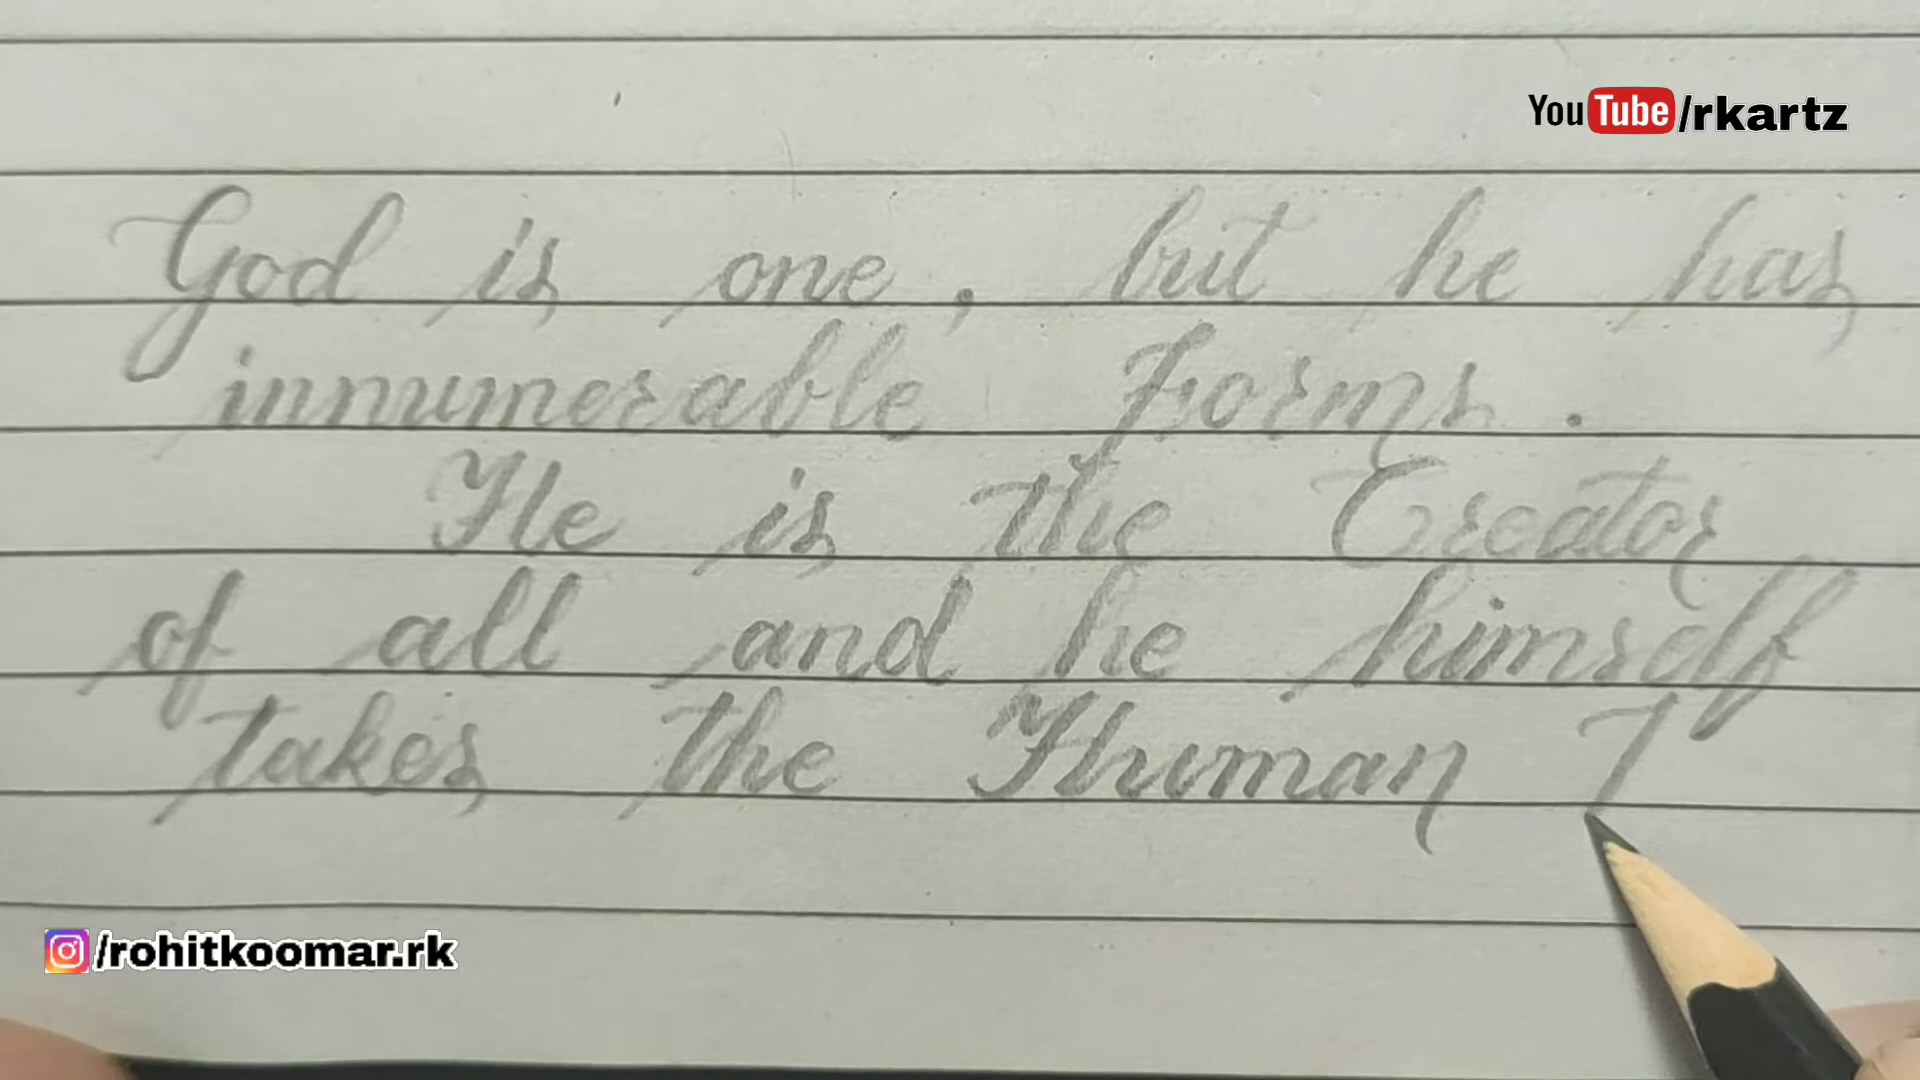 YouTube/rkartz
God is one, but he has
innumerable Forms.
He is the Creator
of all and he himself
takes the Human
/rohitkoomar.rk